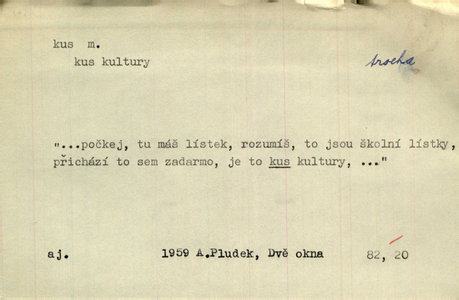 kus m.
trocha
kus kultury
"...počkej, tu máš lístek, rozumíš, to jsou školní lístky,
přichází to sem zadarmo, je to kus kultury, ..."
aj. 1959 A.Pludek, Dvě okna 82, 20